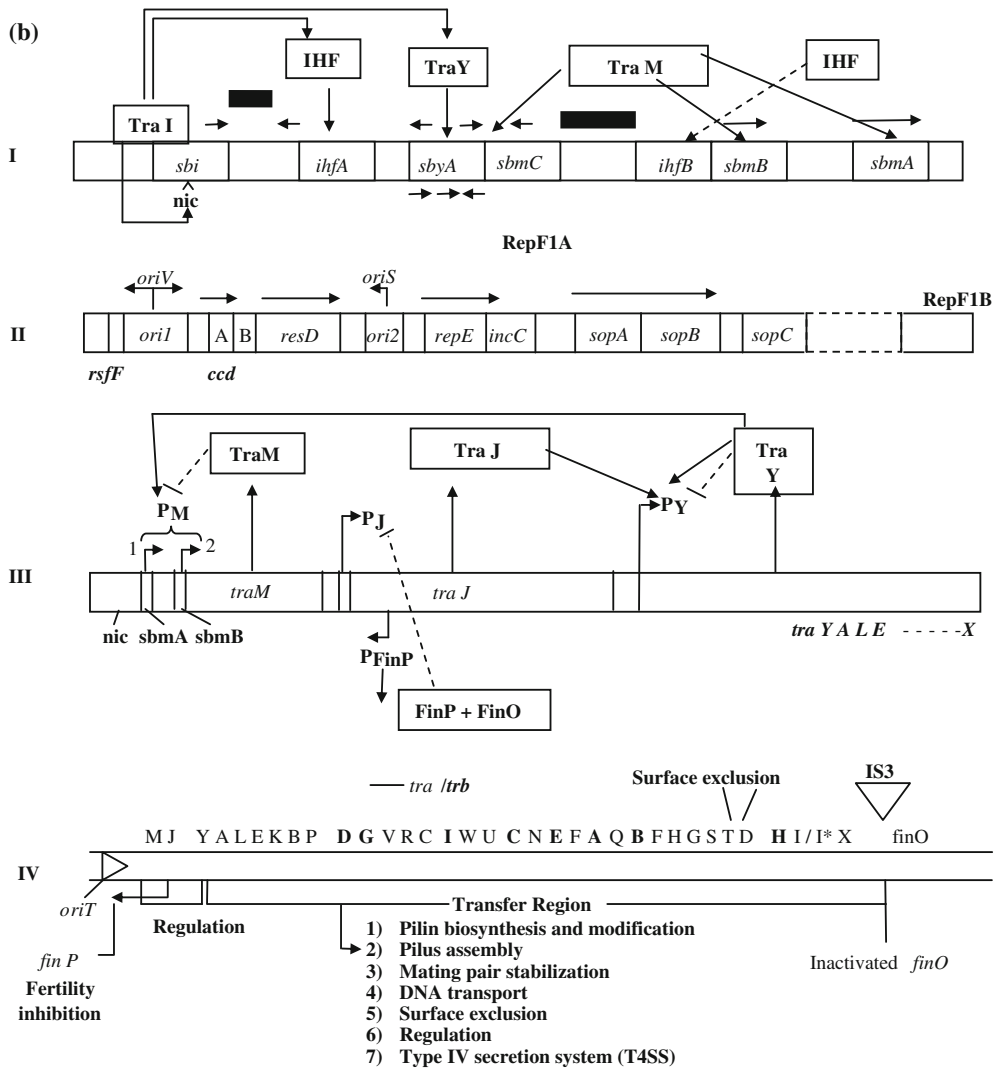 (b)
IHF TraY Tra M IHF
Tra I
I
sbi ihfA sbyA sbmC ihfB sbmB sbmA
nic
RepF1A
oriV oriS
RepF1B
II
ori1 A B resD ori2 repE incC sopA sopB sopC
rsfF ccd
TraM Tra J Tra
Y
PM PJ PY
1 2
III
traM tra J
nic sbmA sbmB
tra Y A L E - - - - -X
PFinP
FinP + FinO
IS3
tra /trb
Surface exclusion
M J Y A L E K B P D G V R C I W U C N E F A Q B F H G S T D H I / I* X finO
IV
oriT
Regulation
Transfer Region
1) Pilin biosynthesis and modification
2) Pilus assembly
3) Mating pair stabilization
4) DNA transport
5) Surface exclusion
6) Regulation
7) Type IV secretion system (T4SS)
fin P
Fertility
inhibition
Inactivated finO